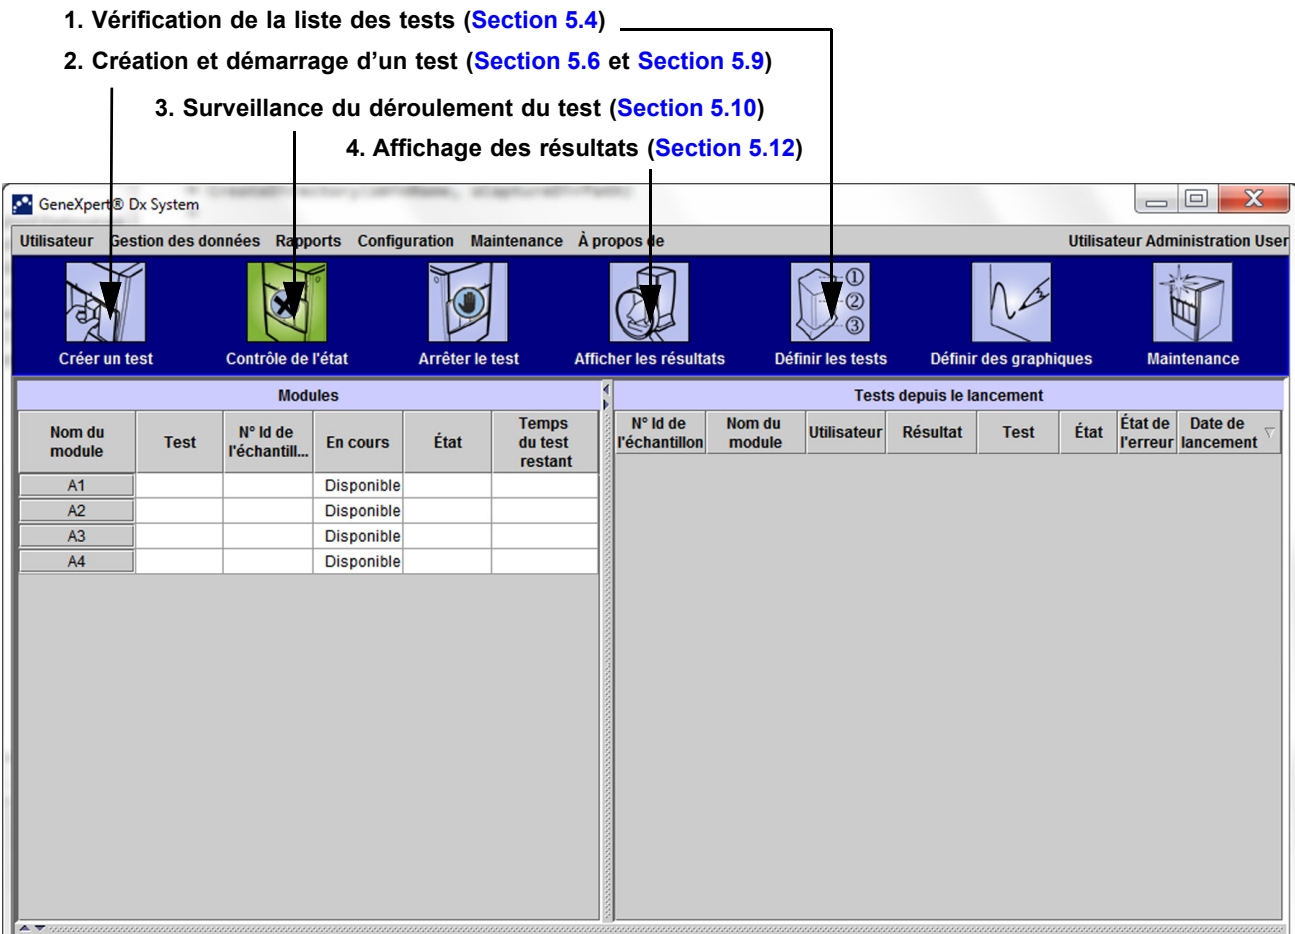 1. Vérification de la liste des tests (Section 5.4)
2. Création et démarrage d’un test (Section 5.6 et Section 5.9)
3. Surveillance du déroulement du test (Section 5.10)
4. Affichage des résultats (Section 5.12)
GeneXpert® Dx System
Utilisateur Gestion des données Rapports Configuration Maintenance À propos de Utilisateur Administration User
1
2
3
Créer un test Contrôle de l'état Arrêter le test Afficher les résultats Définir les tests Définir des graphiques Maintenance
Modules
Nom du module Test N° Id de l'échantill... En cours État Temps du test restant
A1 Disponible
A2 Disponible
A3 Disponible
A4 Disponible
Tests depuis le lancement
N° Id de l'échantillon Nom du module Utilisateur Résultat Test État État de l'erreur Date de lancement